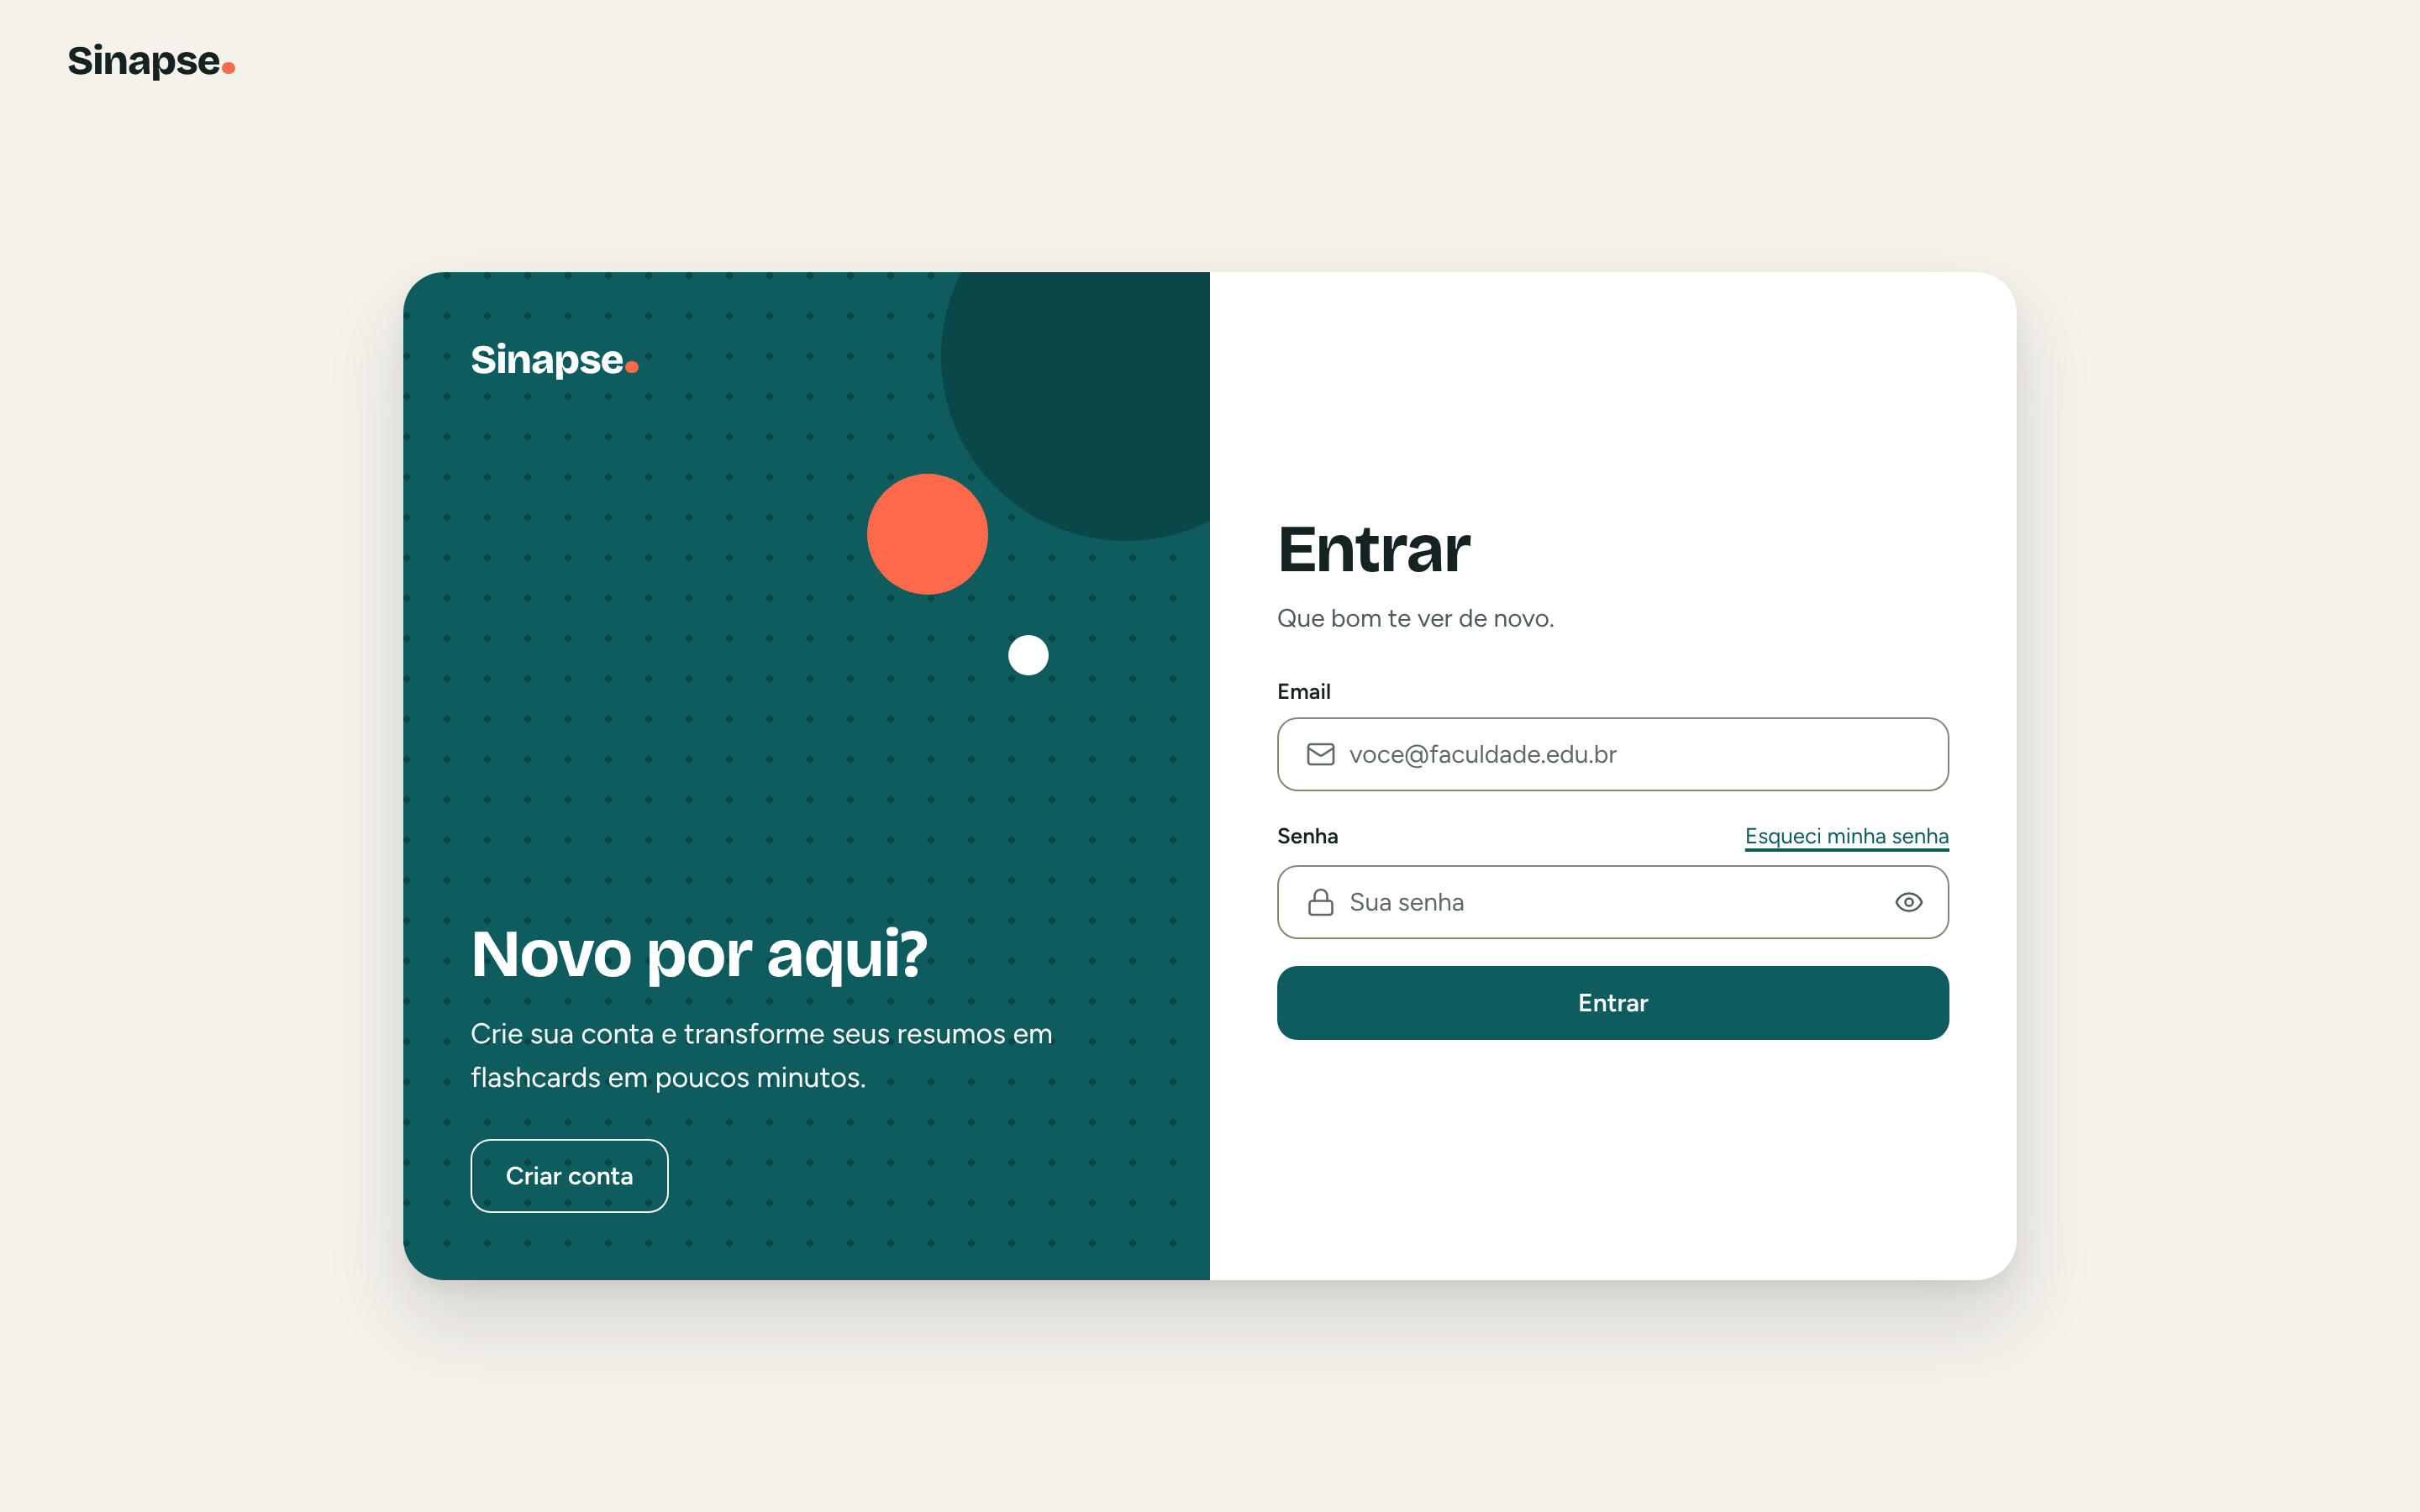 Sinapse.
Sinapse.
Novo por aqui?
Crie sua conta e transforme seus resumos em
flashcards em poucos minutos.
Criar conta
Entrar
Que bom te ver de novo.
Email
voce@faculdade.edu.br
Senha
Esqueci minha senha
Sua senha
Entrar